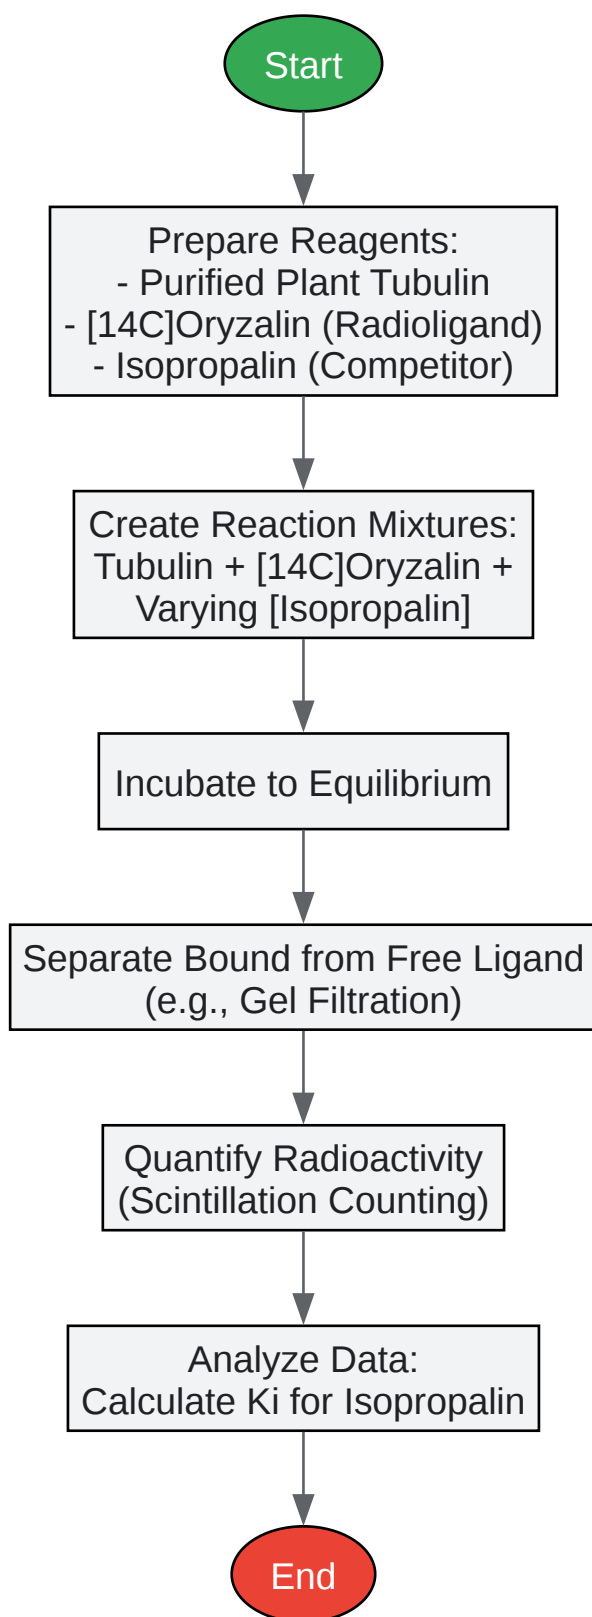 Start
Prepare Reagents:
- Purified Plant Tubulin
- [14C]Oryzalin (Radioligand)
- Isopropalin (Competitor)
Create Reaction Mixtures:
Tubulin + [14C]Oryzalin +
Varying [Isopropalin]
Incubate to Equilibrium
Separate Bound from Free Ligand
(e.g., Gel Filtration)
Quantify Radioactivity
(Scintillation Counting)
Analyze Data:
Calculate Ki for Isopropalin
End